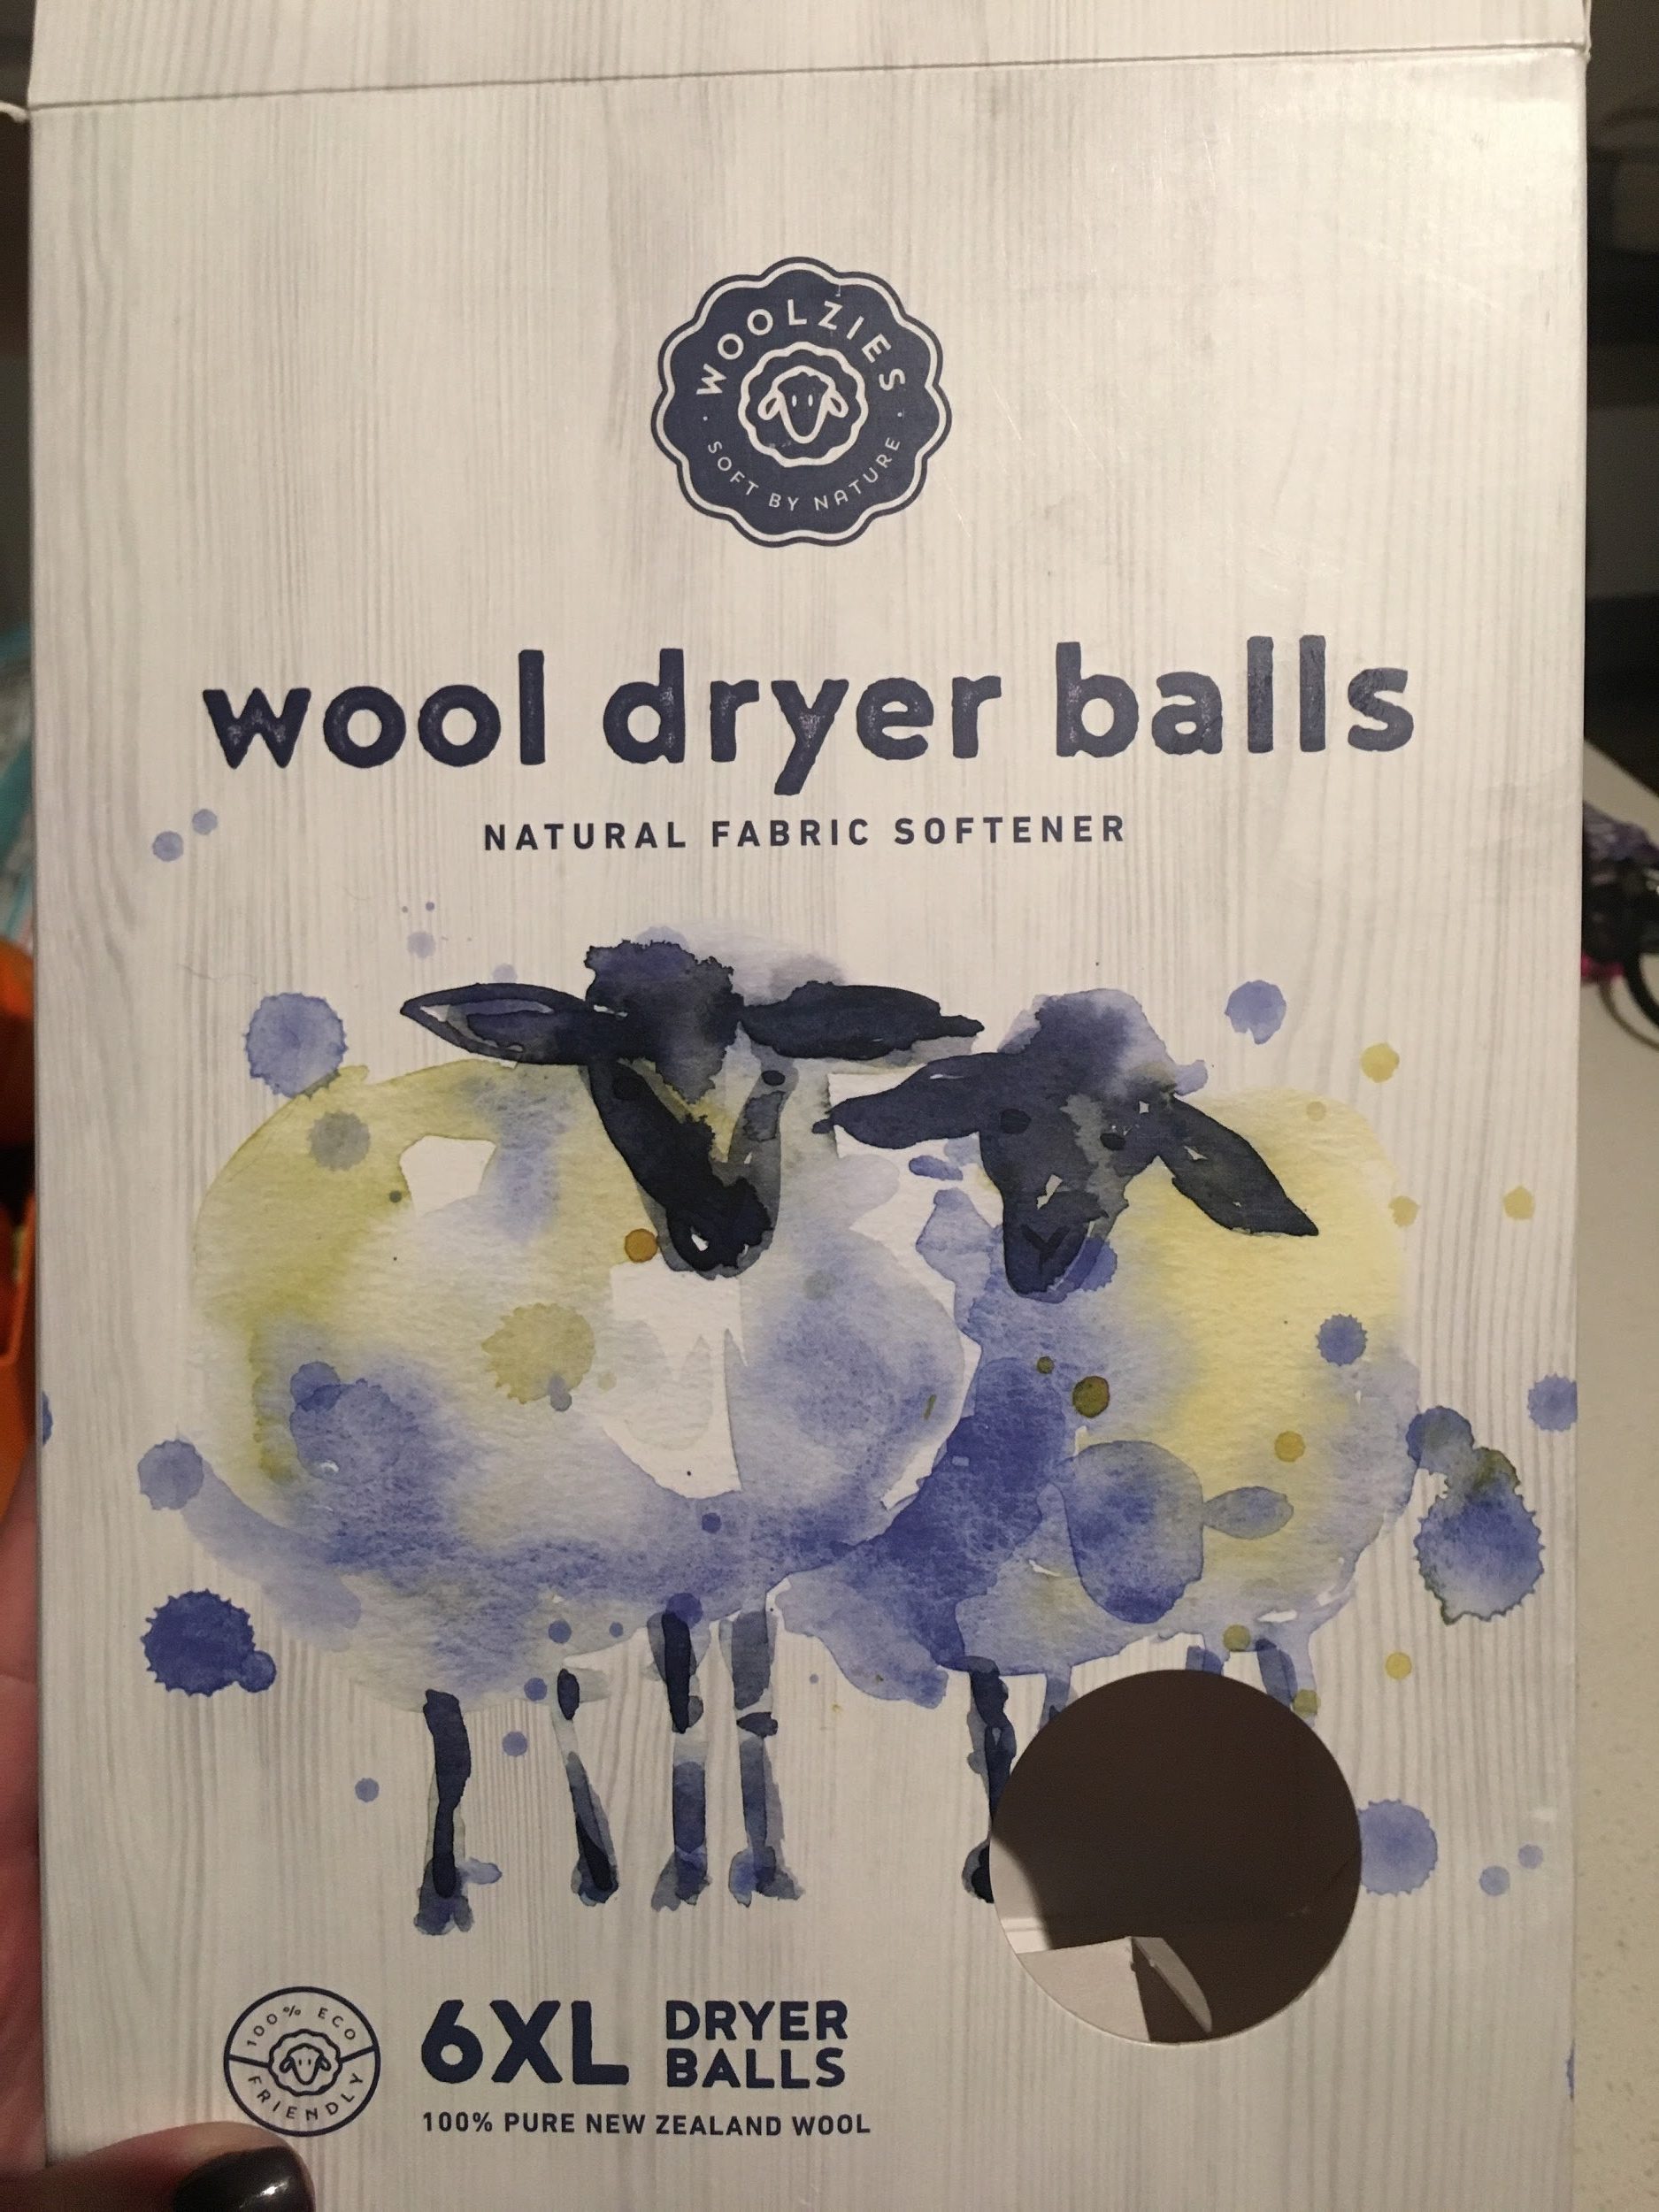 WOOLZIES
SOFT BY NATURE
wool dryer balls
NATURAL FABRIC SOFTENER
100% ECO
FRIENDLY
6XL DRYER
BALLS
100% PURE NEW ZEALAND WOOL